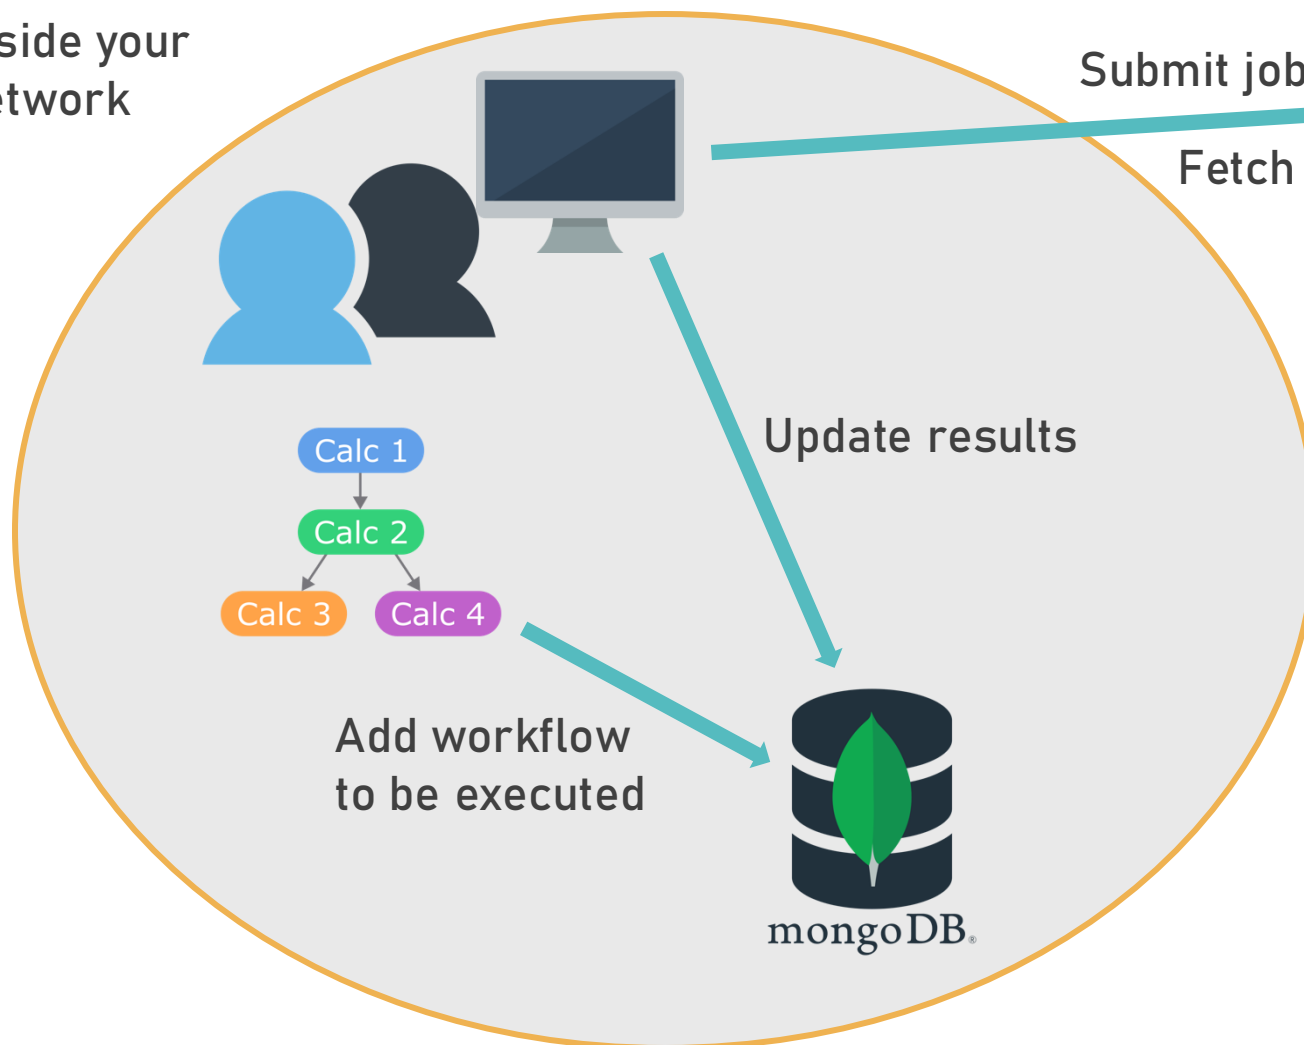 side your
etwork
Submit job
Fetch
Calc 1
Calc 2
Calc 3
Calc 4
Update results
Add workflow
to be executed
mongoDB®